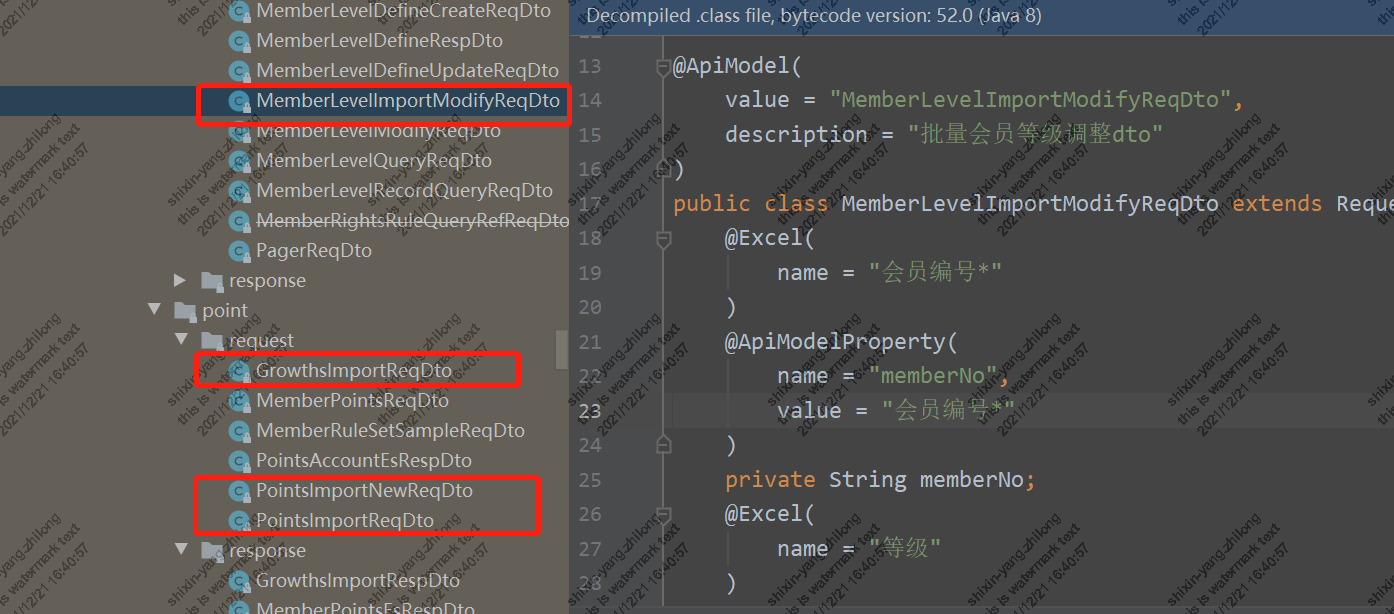 MemberLevelDefineCreateReqDto
MemberLevelDefineRespDto
MemberLevelDefineUpdateReqDto
MemberLevelImportModifyReqDto
MemberLevelModifyReqDto
MemberLevelQueryReqDto
MemberLevelRecordQueryReqDto
MemberRightsRuleQueryRefReqDto
PagerReqDto
response
point
request
GrowthsImportReqDto
MemberPointsReqDto
MemberRuleSetSampleReqDto
PointsAccountEsRespDto
PointsImportNewReqDto
PointsImportReqDto
response
GrowthsImportRespDto
MemberPointsEsRespDto
Decompiled .class file, bytecode version: 52.0 (Java 8)
13 @ApiModel(
14 value = "MemberLevelImportModifyReqDto",
15 description = "批量会员等级调整dto"
16 )
17 public class MemberLevelImportModifyReqDto extends Reque
18 @Excel(
19 name = "会员编号*"
20 )
21 @ApiModelProperty(
22 name = "memberNo",
23 value = "会员编号*"
24 )
25 private String memberNo;
26 @Excel(
27 name = "等级"
28 )
shixin-yang.zhilong
this is watermark text
2021/12/21 16:40:57